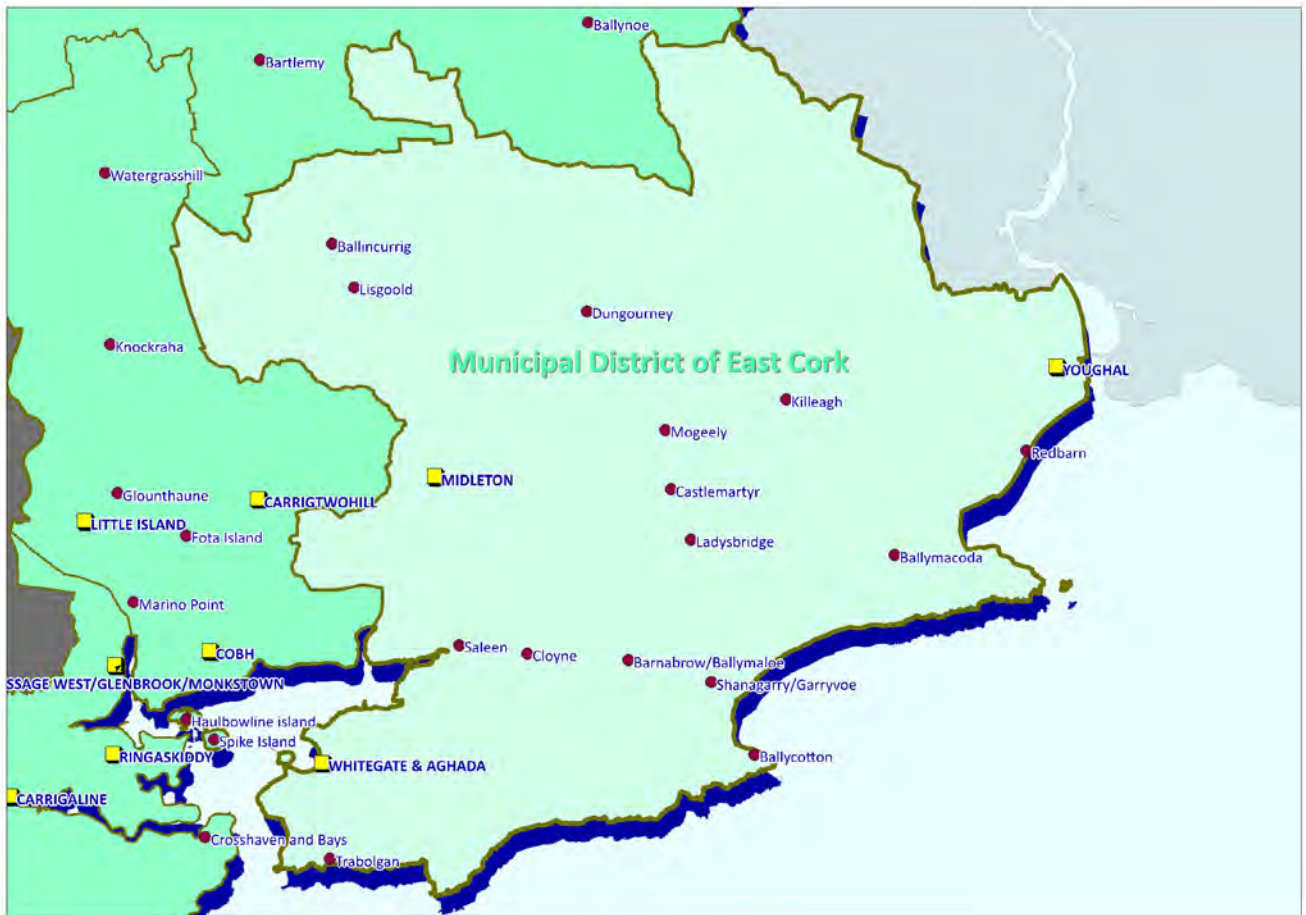 Ballynoe
Bartlemy
Watergrasshill
Ballincurrig
Lisgoold
Dungourney
Knockraha
Municipal District of East Cork
YOUGHAL
Killeagh
Mogeely
Redbarn
MIDLETON
Castlemartyr
Glounthaune
CARRIGTWOHILL
LITTLE ISLAND
Fota Island
Ladysbridge
Ballymacoda
Marino Point
COBH
Saleen
Cloyne
Barnabrow/Ballymaloe
SSAGE WEST/GLENBROOK/MONKSTOWN
Shanagarry/Garryvoe
Haulbowline island
Spike Island
RINGASKIDDY
WHITEGATE & AGHADA
Ballycotton
CARRIGALINE
Crosshaven and Bays
Trabolgan